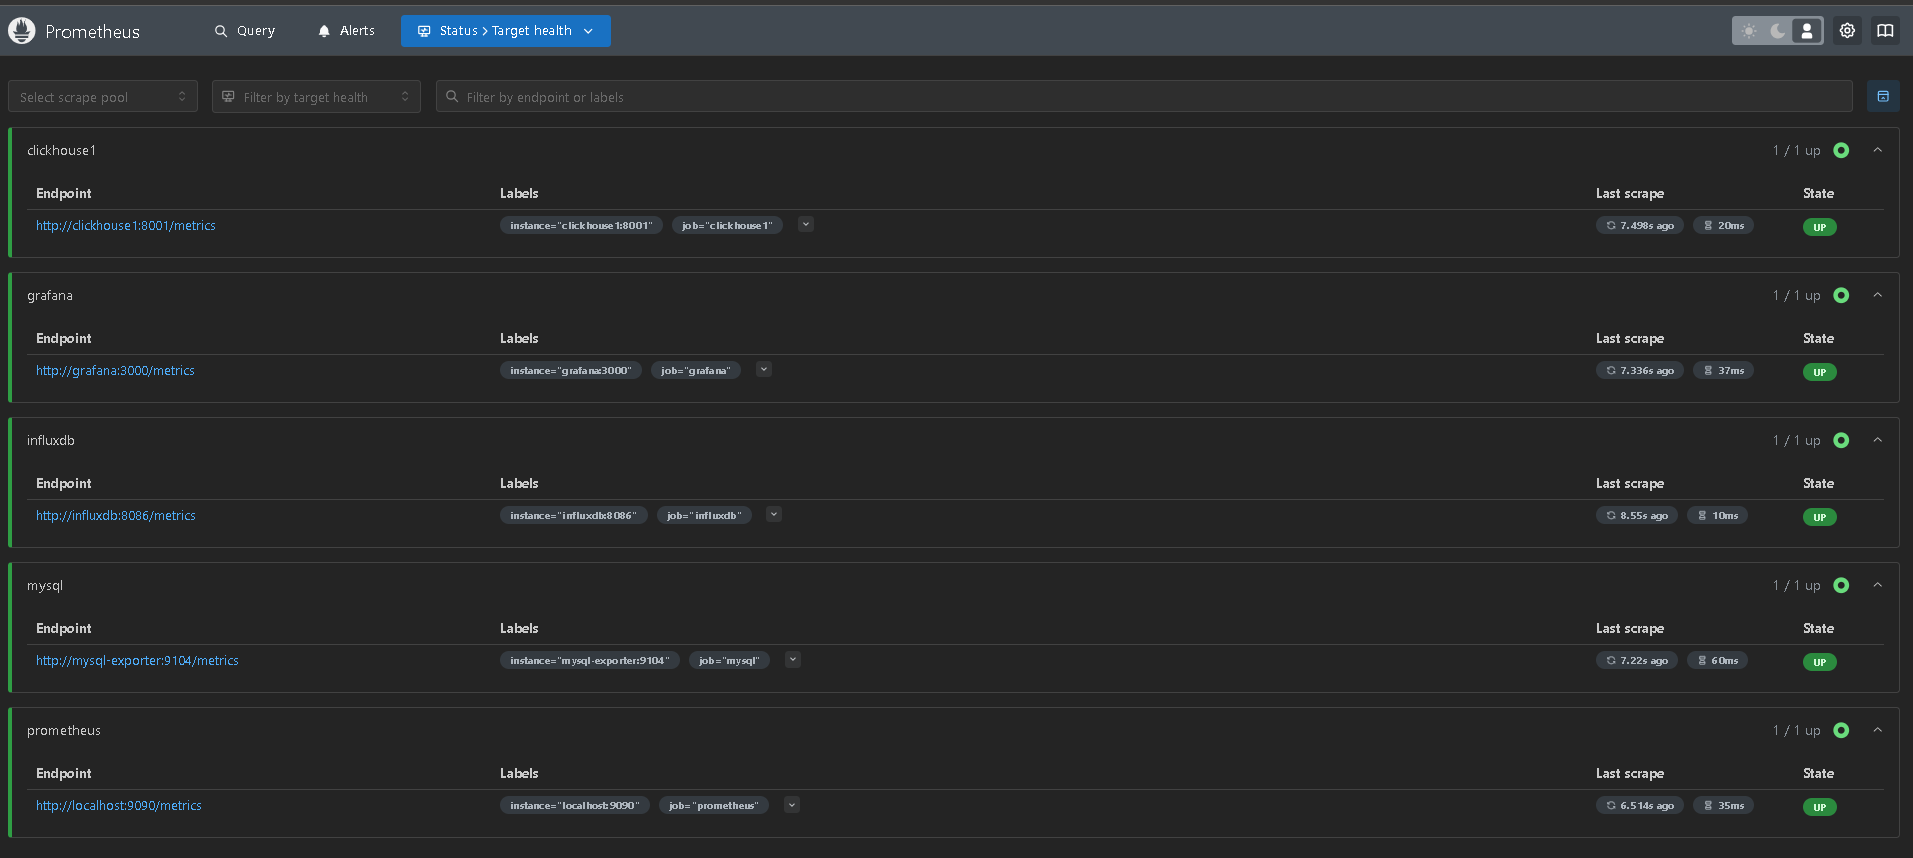 Prometheus Query Alerts Status > Target health
Select scrape pool Filter by target health Filter by endpoint or labels
clickhouse1 1 / 1 up
Endpoint Labels Last scrape State
http://clickhouse1:8001/metrics instance="clickhouse1:8001" job="clickhouse1" 7.498s ago 20ms UP
grafana 1 / 1 up
Endpoint Labels Last scrape State
http://grafana:3000/metrics instance="grafana:3000" job="grafana" 7.336s ago 37ms UP
influxdb 1 / 1 up
Endpoint Labels Last scrape State
http://influxdb:8086/metrics instance="influxdb:8086" job="influxdb" 8.55s ago 10ms UP
mysql 1 / 1 up
Endpoint Labels Last scrape State
http://mysql-exporter:9104/metrics instance="mysql-exporter:9104" job="mysql" 7.22s ago 60ms UP
prometheus 1 / 1 up
Endpoint Labels Last scrape State
http://localhost:9090/metrics instance="localhost:9090" job="prometheus" 6.514s ago 35ms UP